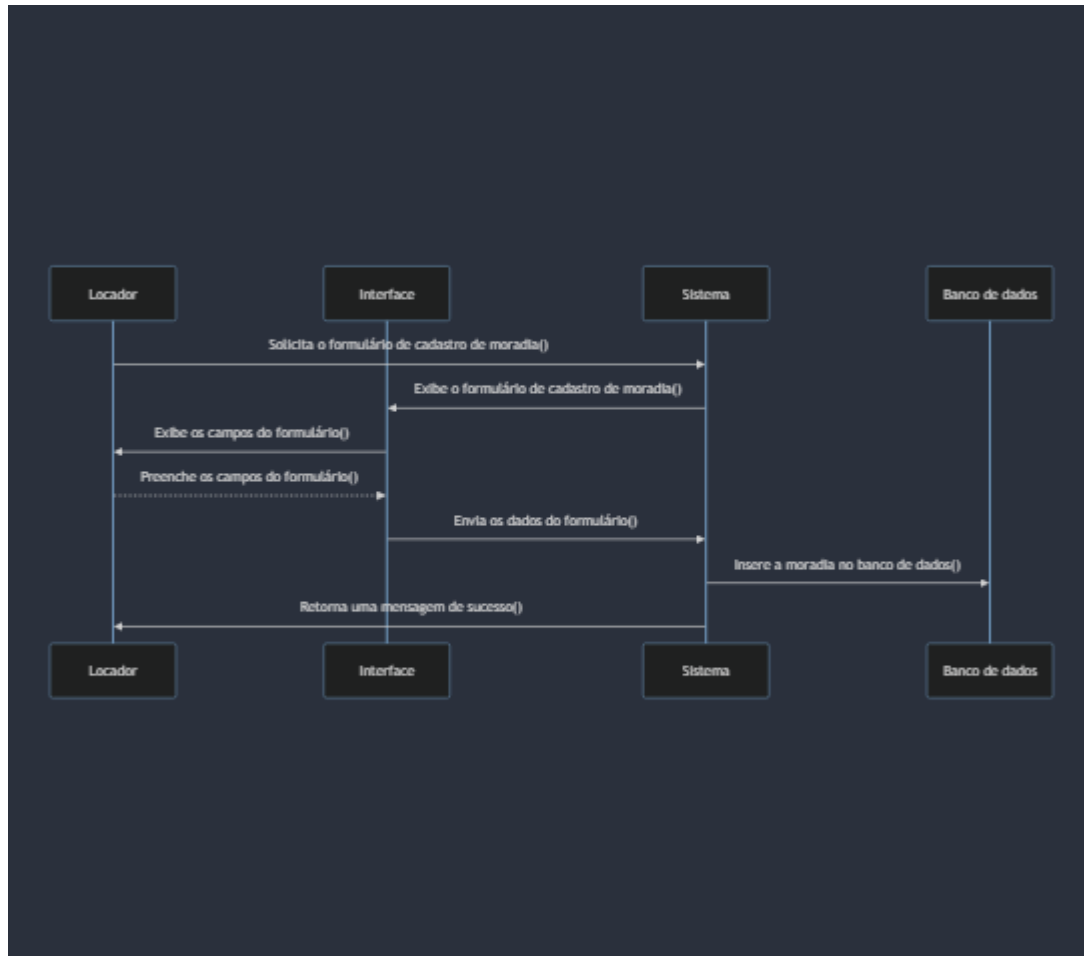 Locador
Interface
Sistema
Banco de dados
Solicita o formulário de cadastro de moradia()
Exibe o formulário de cadastro de moradia()
Exibe os campos do formulário()
Preenche os campos do formulário()
Envia os dados do formulário()
Insere a moradia no banco de dados()
Retorna uma mensagem de sucesso()
Locador
Interface
Sistema
Banco de dados